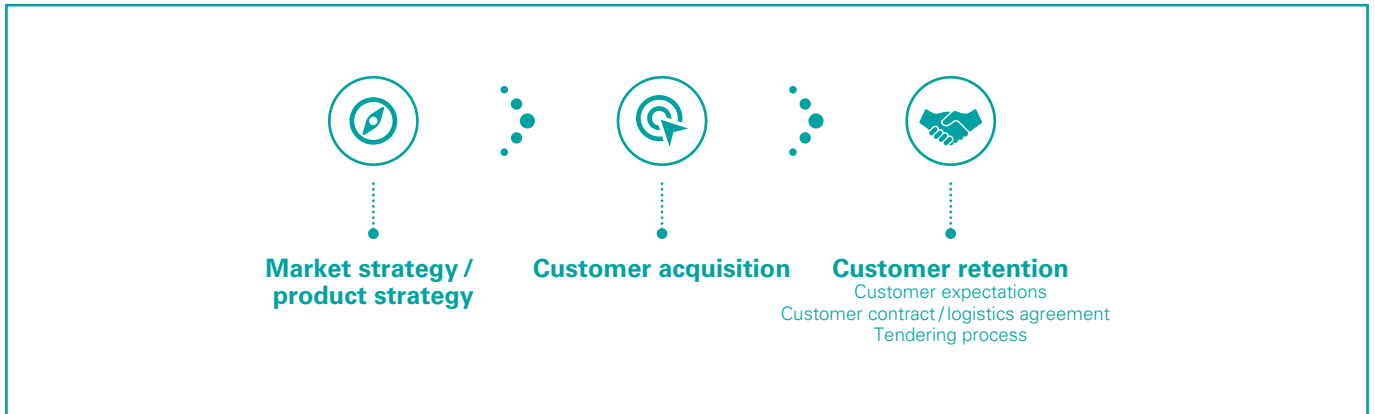 Market strategy / 
product strategy
Customer acquisition
Customer retention
Customer expectations
Customer contract / logistics agreement
Tendering process